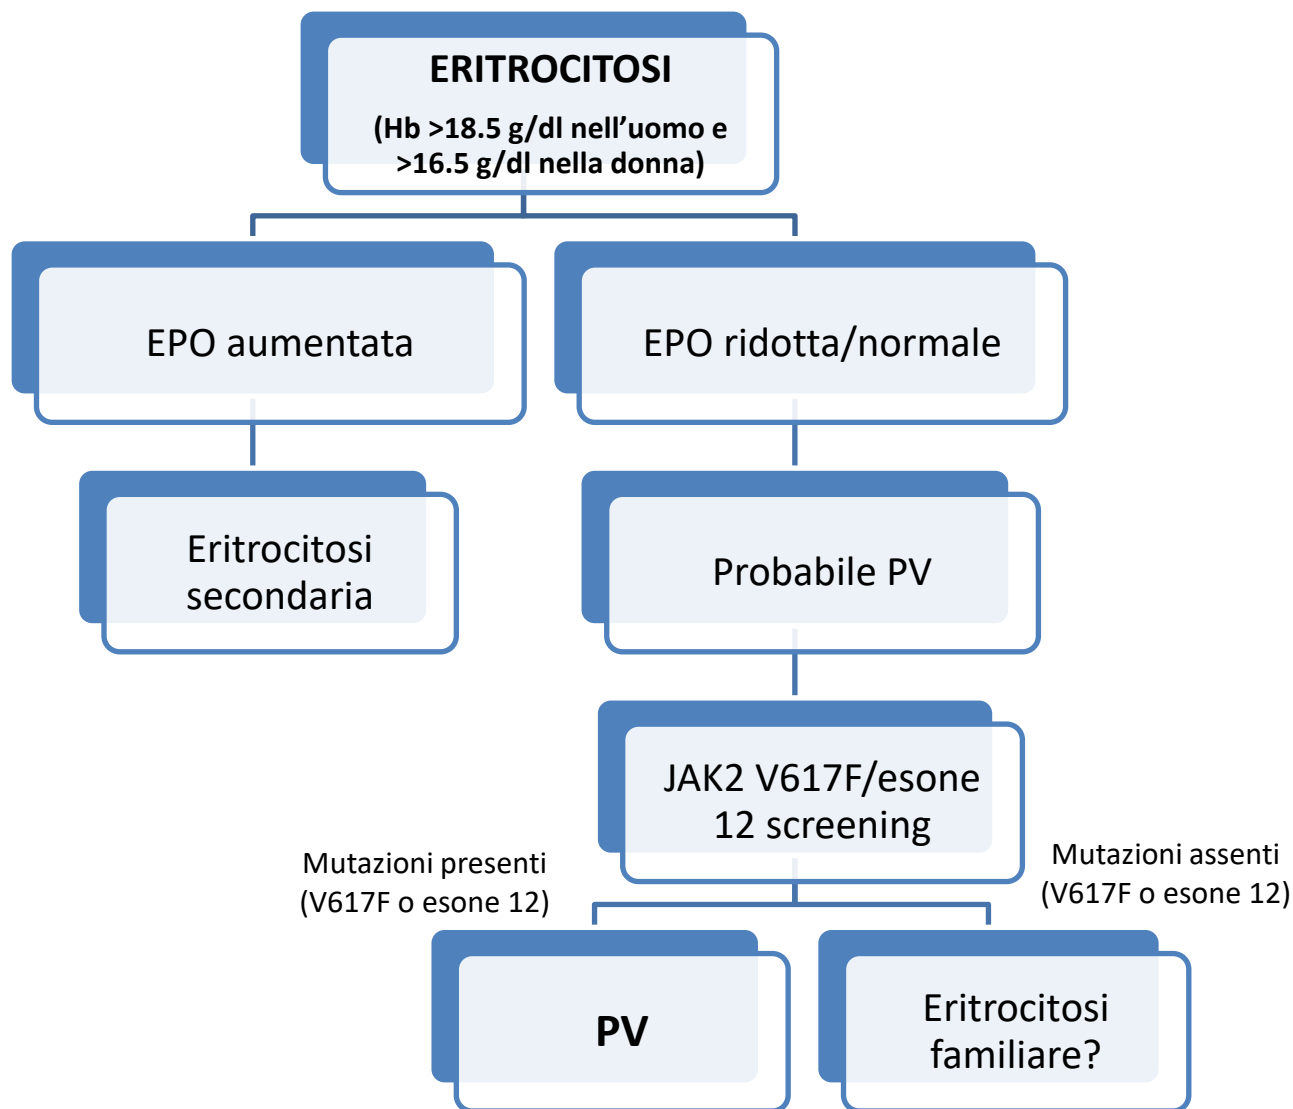 ERITROCITOSI
(Hb >18.5 g/dl nell'uomo e
>16.5 g/dl nella donna)
EPO aumentata
EPO ridotta/normale
Eritrocitosi
secondaria
Probabile PV
JAK2 V617F/esone
12 screening
Mutazioni presenti
(V617F o esone 12)
Mutazioni assenti
(V617F o esone 12)
PV
Eritrocitosi
familiare?